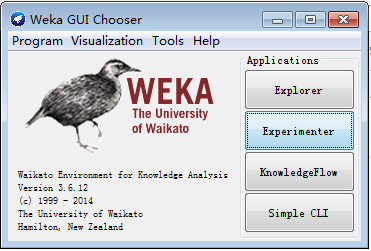 Weka GUI Chooser
Program Visualization Tools Help
Applications
WEKA
The University
of Waikato
Explorer
Experimenter
KnowledgeFlow
Simple CLI
Waikato Environment for Knowledge Analysis
Version 3.6.12
(c) 1999 - 2014
The University of Waikato
Hamilton, New Zealand